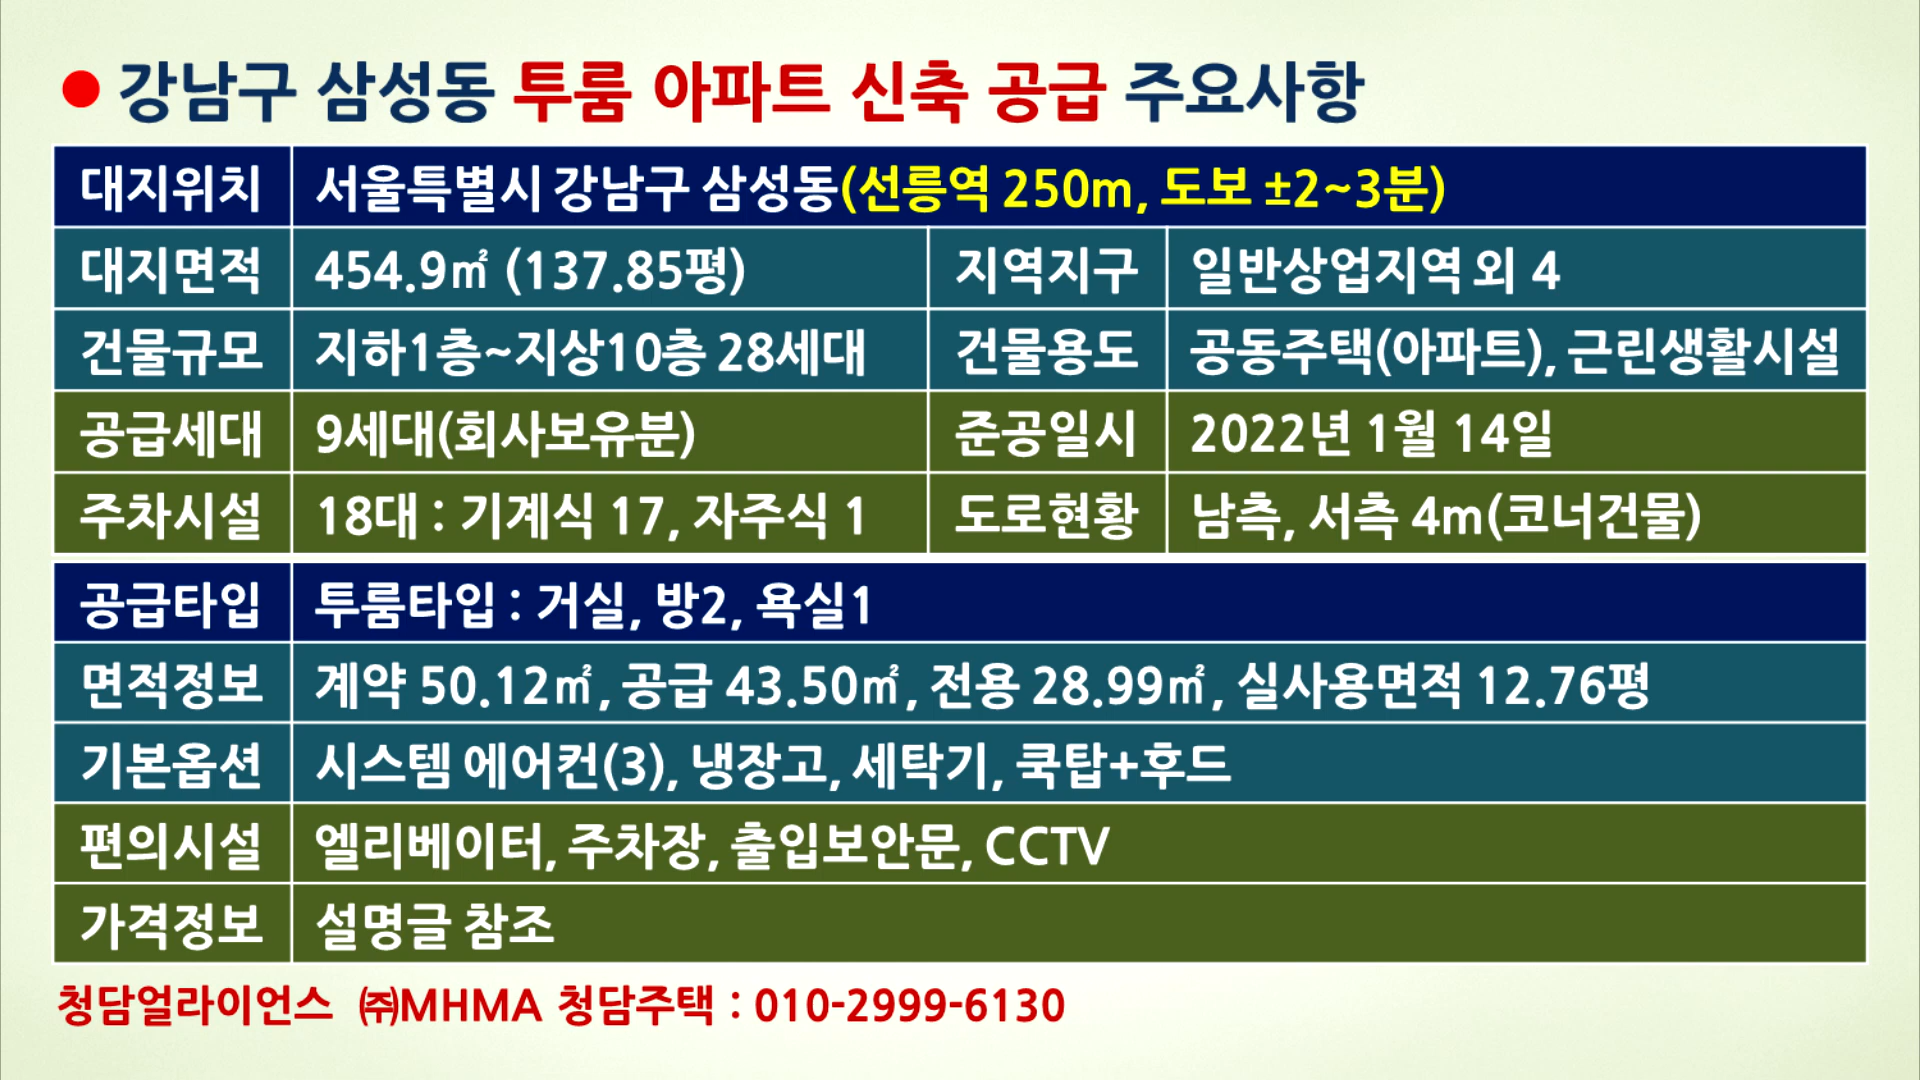 ● 강남구 삼성동 투룸 아파트 신축 공급 주요사항
대지위치 서울특별시 강남구 삼성동(선릉역 250m, 도보 ±2~3분)
대지면적 454.9㎡ (137.85평) 지역지구 일반상업지역 외 4
건물규모 지하1층~지상10층 28세대 건물용도 공동주택(아파트), 근린생활시설
공급세대 9세대(회사보유분) 준공일시 2022년 1월 14일
주차시설 18대 : 기계식 17, 자주식 1 도로현황 남측, 서측 4m(코너건물)
공급타입 투룸타입 : 거실, 방2, 욕실1
면적정보 계약 50.12㎡, 공급 43.50㎡, 전용 28.99㎡, 실사용면적 12.76평
기본옵션 시스템 에어컨(3), 냉장고, 세탁기, 쿡탑+후드
편의시설 엘리베이터, 주차장, 출입보안문, CCTV
가격정보 설명글 참조
청담얼라이언스 ㈜MHMA 청담주택 : 010-2999-6130